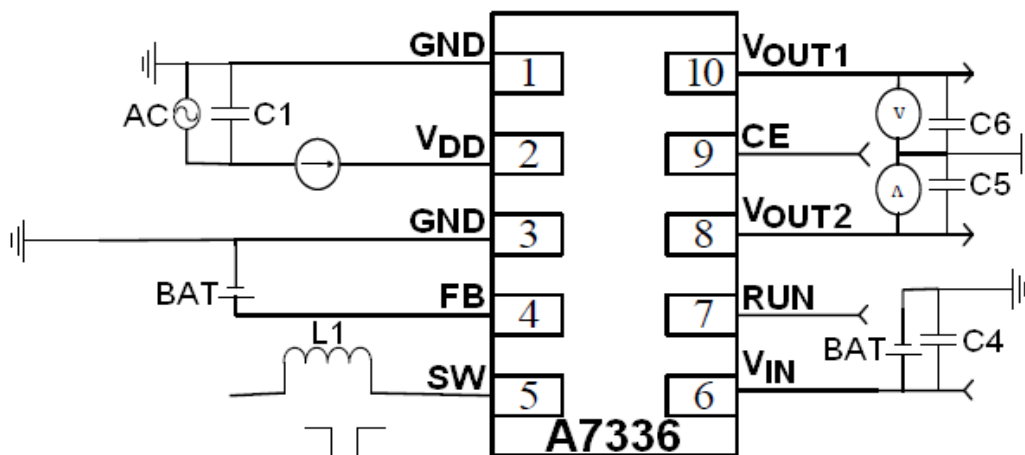 GND
1
10
VOUT1
AC
C1
V
C6
VDD
2
9
CE
C5
V
GND
3
8
VOUT2
BAT
FB
4
7
RUN
BAT
C4
L1
SW
5
6
VIN
A7336